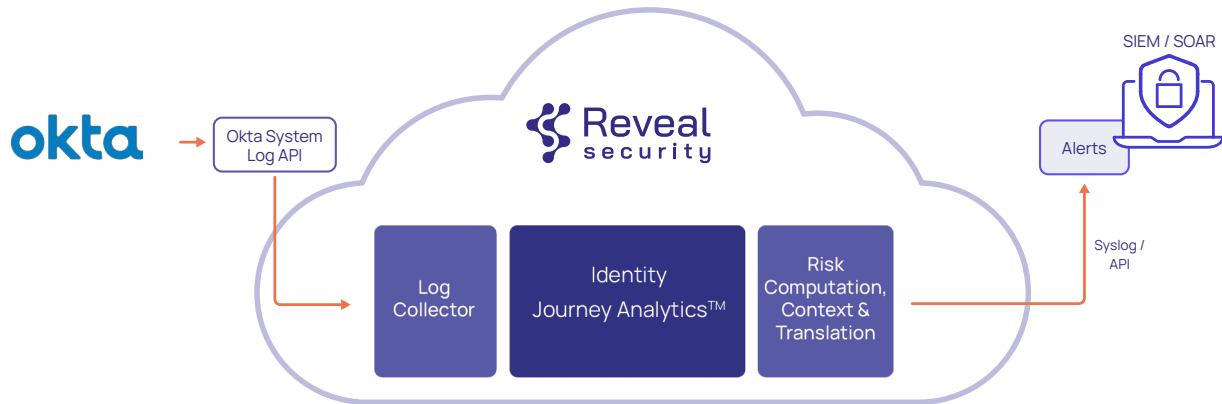 okta
Okta System
Log API
Reveal
security
Log
Collector
Identity
Journey Analytics™
Risk
Computation,
Context &
Translation
Syslog /
API
Alerts
SIEM / SOAR